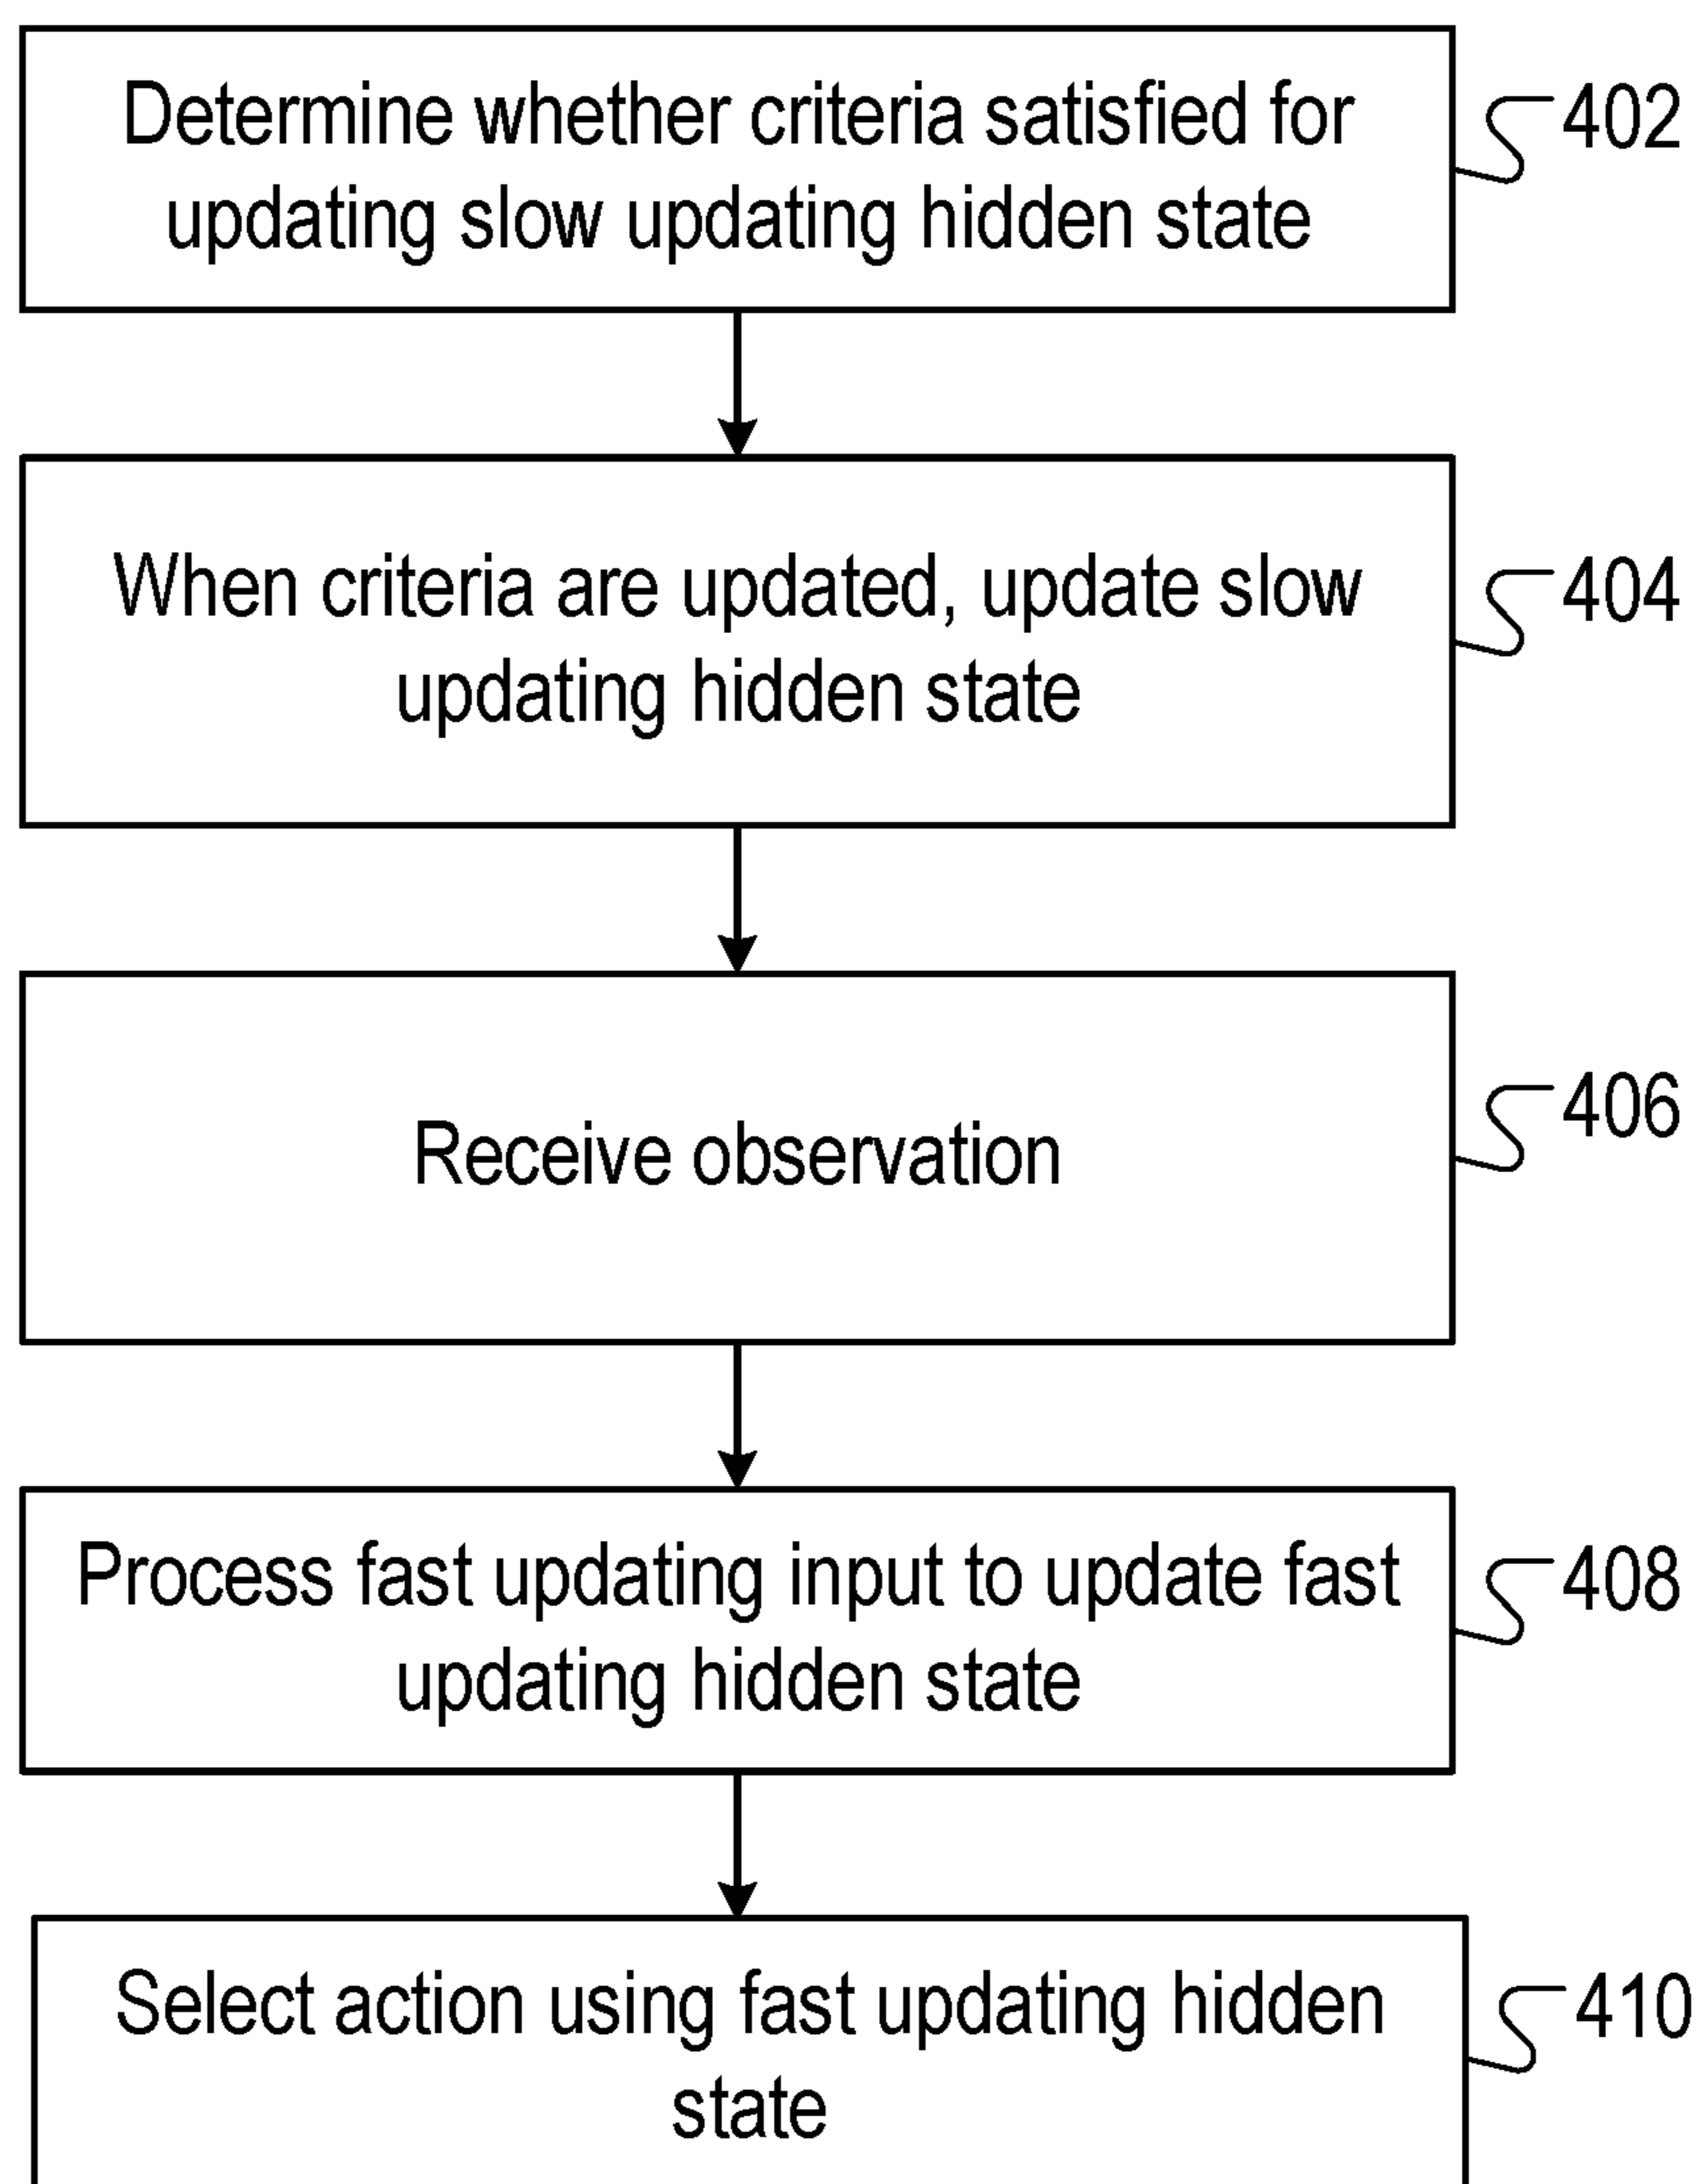 Determine whether criteria satisfied for
updating slow updating hidden state
402
When criteria are updated, update slow
updating hidden state
404
Receive observation
406
Process fast updating input to update fast
updating hidden state
408
Select action using fast updating hidden
state
410